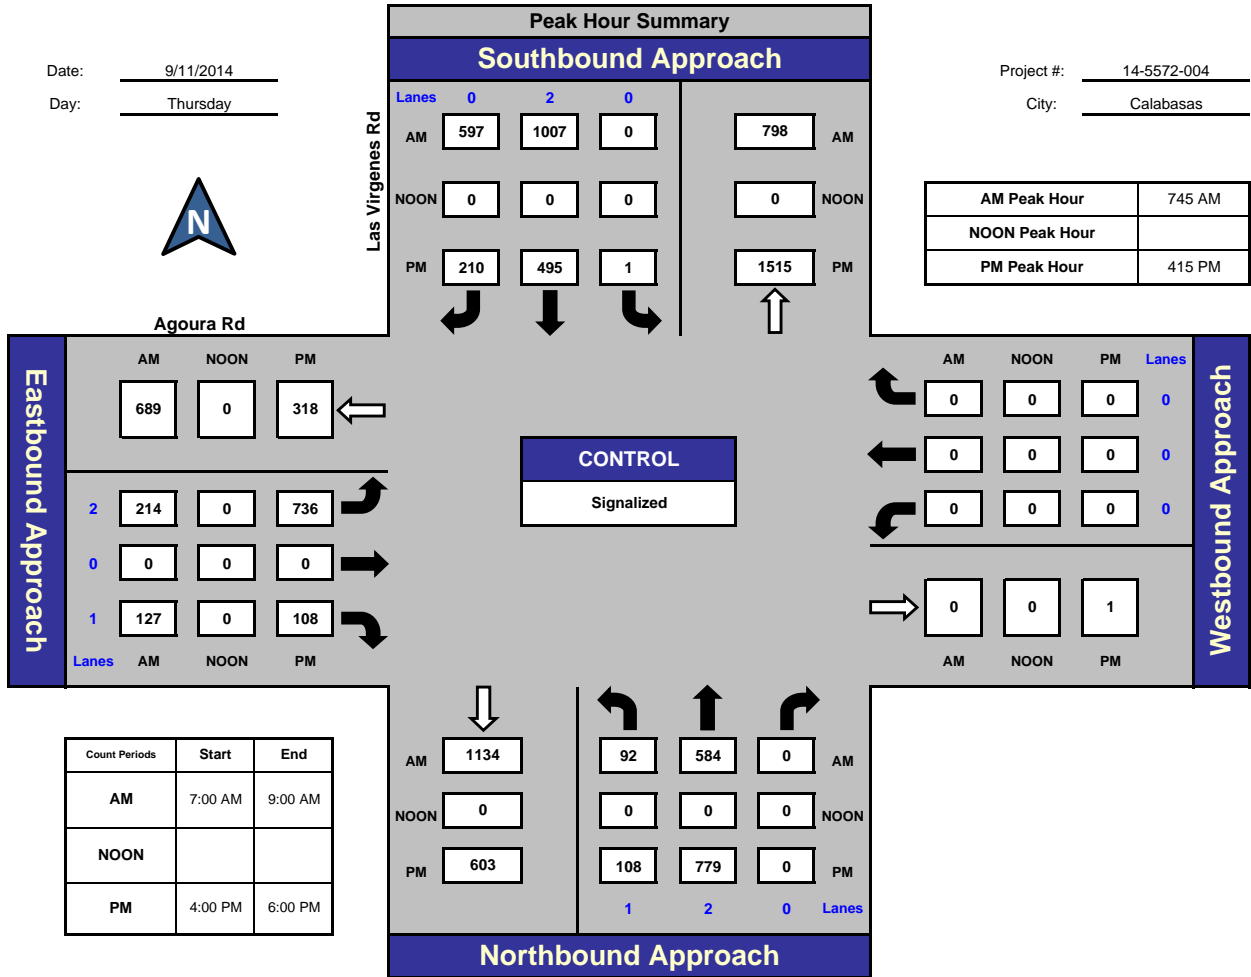 Peak Hour Summary
Southbound Approach
Date: 9/11/2014
Day: Thursday
Project #: 14-5572-004
City: Calabasas
N
Las Virgenes Rd
Lanes 0 2 0
AM 597 1007 0 798 AM
NOON 0 0 0 0 NOON
PM 210 495 1 1515 PM
AM Peak Hour 745 AM
NOON Peak Hour
PM Peak Hour 415 PM
Agoura Rd
Eastbound Approach
AM NOON PM
689 0 318
2 214 0 736
0 0 0 0
1 127 0 108
Lanes AM NOON PM
CONTROL
Signalized
Westbound Approach
AM NOON PM Lanes
0 0 0 0
0 0 0 0
0 0 0 0
0 0 1
AM NOON PM
Count Periods Start End
AM 7:00 AM 9:00 AM
NOON
PM 4:00 PM 6:00 PM
AM 1134 92 584 0 AM
NOON 0 0 0 0 NOON
PM 603 108 779 0 PM
1 2 0 Lanes
Northbound Approach